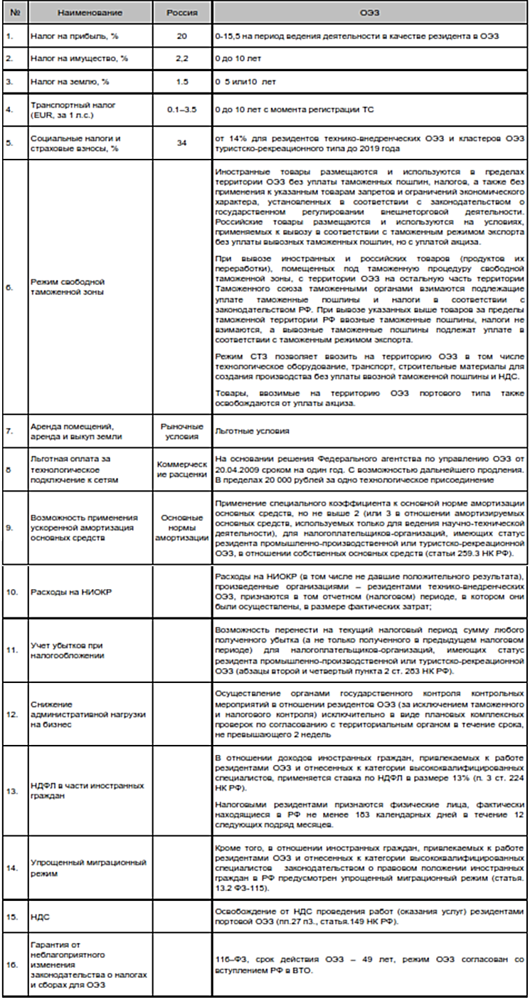 № Наименование Россия ОЭЗ
1. Налог на прибыль, % 20 0-15,5 на период ведения деятельности в качестве резидента в ОЭЗ
2. Налог на имущество, % 2,2 0 до 10 лет
3. Налог на землю, % 1.5 0 5 или10 лет
4. Транспортный налог
(EUR, за 1 л.с.) 0.1–3.5 0 до 10 лет с момента регистрации ТС
5. Социальные налоги и
страховые взносы, % 34 от 14% для резидентов технико-внедренческих ОЭЗ и кластеров ОЭЗ
туристско-рекреационного типа до 2019 года
6. Режим свободной
таможенной зоны
Иностранные товары размещаются и используются в пределах
территории ОЭЗ без уплаты таможенных пошлин, налогов, а также без
применения к указанным товарам запретов и ограничений экономического
характера, установленных в соответствии с законодательством о
государственном регулировании внешнеторговой деятельности.
Российские товары размещаются и используются на условиях,
применяемых к вывозу в соответствии с таможенным режимом экспорта
без уплаты вывозных таможенных пошлин, но с уплатой акциза.
При вывозе иностранных и российских товаров (продуктов их
переработки), помещенных под таможенную процедуру свободной
таможенной зоны, с территории ОЭЗ на остальную часть территории
Таможенного союза таможенными органами взимаются подлежащие
уплате таможенные пошлины и налоги в соответствии с
законодательством РФ. При вывозе указанных выше товаров за пределы
таможенной территории РФ ввозные таможенные пошлины, налоги не
взимаются, а вывозные таможенные пошлины подлежат уплате в
соответствии с таможенным режимом экспорта.
Режим СТЗ позволяет ввозить на территорию ОЭЗ в том числе
технологическое оборудование, транспорт, строительные материалы для
создания производства без уплаты ввозной таможенной пошлины и НДС.
Товары, ввозимые на территорию ОЭЗ портового типа также
освобождаются от уплаты акциза.
7. Аренда помещений,
аренда и выкуп земли Рыночные
условия Льготные условия
8 Льготная оплата за
технологическое
подключение к сетям Коммерческ
ие расценки На основании решения Федерального агентства по управлению ОЭЗ от
20.04.2009 сроком на один год. С возможностью дальнейшего продления.
В пределах 20 000 рублей за одно технологическое присоединение
9. Возможность применения
ускоренной амортизация
основных средств Основные
нормы
амортизации Применение специального коэффициента к основной норме амортизации
основных средств, но не выше 2 (или 3 в отношении амортизируемых
основных средств, используемых только для ведения научно-технической
деятельности), для налогоплательщиков-организаций, имеющих статус
резидента промышленно-производственной или туристско-рекреационной
ОЭЗ, в отношении собственных основных средств (статьи 259.3 НК РФ).
10. Расходы на НИОКР Расходы на НИОКР (в том числе не давшие положительного результата),
произведенные организациями – резидентами технико-внедренческих
ОЭЗ, признаются в том отчетном (налоговом) периоде, в котором они
были осуществлены, в размере фактических затрат;
11. Учет убытков при
налогообложении Возможность перенести на текущий налоговый период сумму любого
полученного убытка (а не только полученного в предыдущем налоговом
периоде) для налогоплательщиков-организаций, имеющих статус
резидента промышленно-производственной или туристско-рекреационной
ОЭЗ (абзацы второй и четвертый пункта 2 ст. 283 НК РФ).
12. Снижение
административной нагрузки
на бизнес Осуществление органами государственного контроля контрольных
мероприятий в отношении резидентов ОЭЗ (за исключением таможенного
и налогового контроля) исключительно в виде плановых комплексных
проверок по согласованию с территориальным органом в течение срока,
не превышающего 2 недель
13. НДФЛ в части иностранных
граждан В отношении доходов иностранных граждан, привлекаемых к работе
резидентами ОЭЗ и отнесенных к категории высококвалифицированных
специалистов, применяется ставка по НДФЛ в размере 13% (п. 3 ст. 224
НК РФ).
Налоговыми резидентами признаются физические лица, фактически
находящиеся в РФ не менее 183 календарных дней в течение 12
следующих подряд месяцев.
14. Упрощенный миграционный
режим Кроме того, в отношении иностранных граждан, привлекаемых к работе
резидентами ОЭЗ и отнесенных к категории высококвалифицированных
специалистов законодательством о правовом положении иностранных
граждан в РФ предусмотрен упрощенный миграционный режим (статья.
13.2 ФЗ-115).
15. НДС Освобождение от НДС проведения работ (оказания услуг) резидентами
портовой ОЭЗ (пп.27 п3., статья.149 НК РФ).
16. Гарантия от
неблагоприятного
изменения
законодательства о налогах
и сборах для ОЭЗ 116–ФЗ, срок действия ОЭЗ – 49 лет, режим ОЭЗ согласован со
вступлением РФ в ВТО.